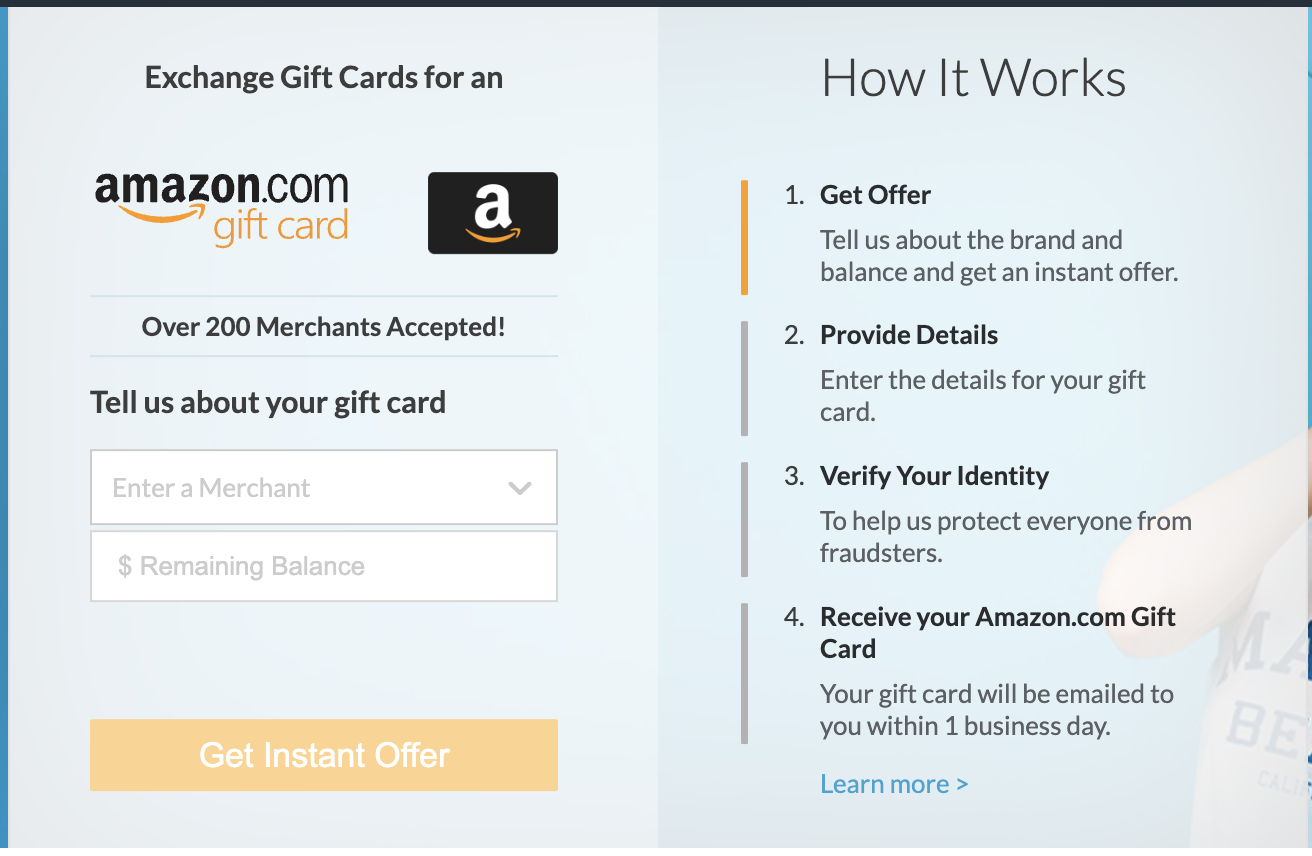 Exchange Gift Cards for an
amazon.com
gift card
a
Over 200 Merchants Accepted!
Tell us about your gift card
Enter a Merchant
$ Remaining Balance
Get Instant Offer
How It Works
1. Get Offer
Tell us about the brand and
balance and get an instant offer.
2. Provide Details
Enter the details for your gift
card.
3. Verify Your Identity
To help us protect everyone from
fraudsters.
4. Receive your Amazon.com Gift
Card
Your gift card will be emailed to
you within 1 business day.
Learn more >